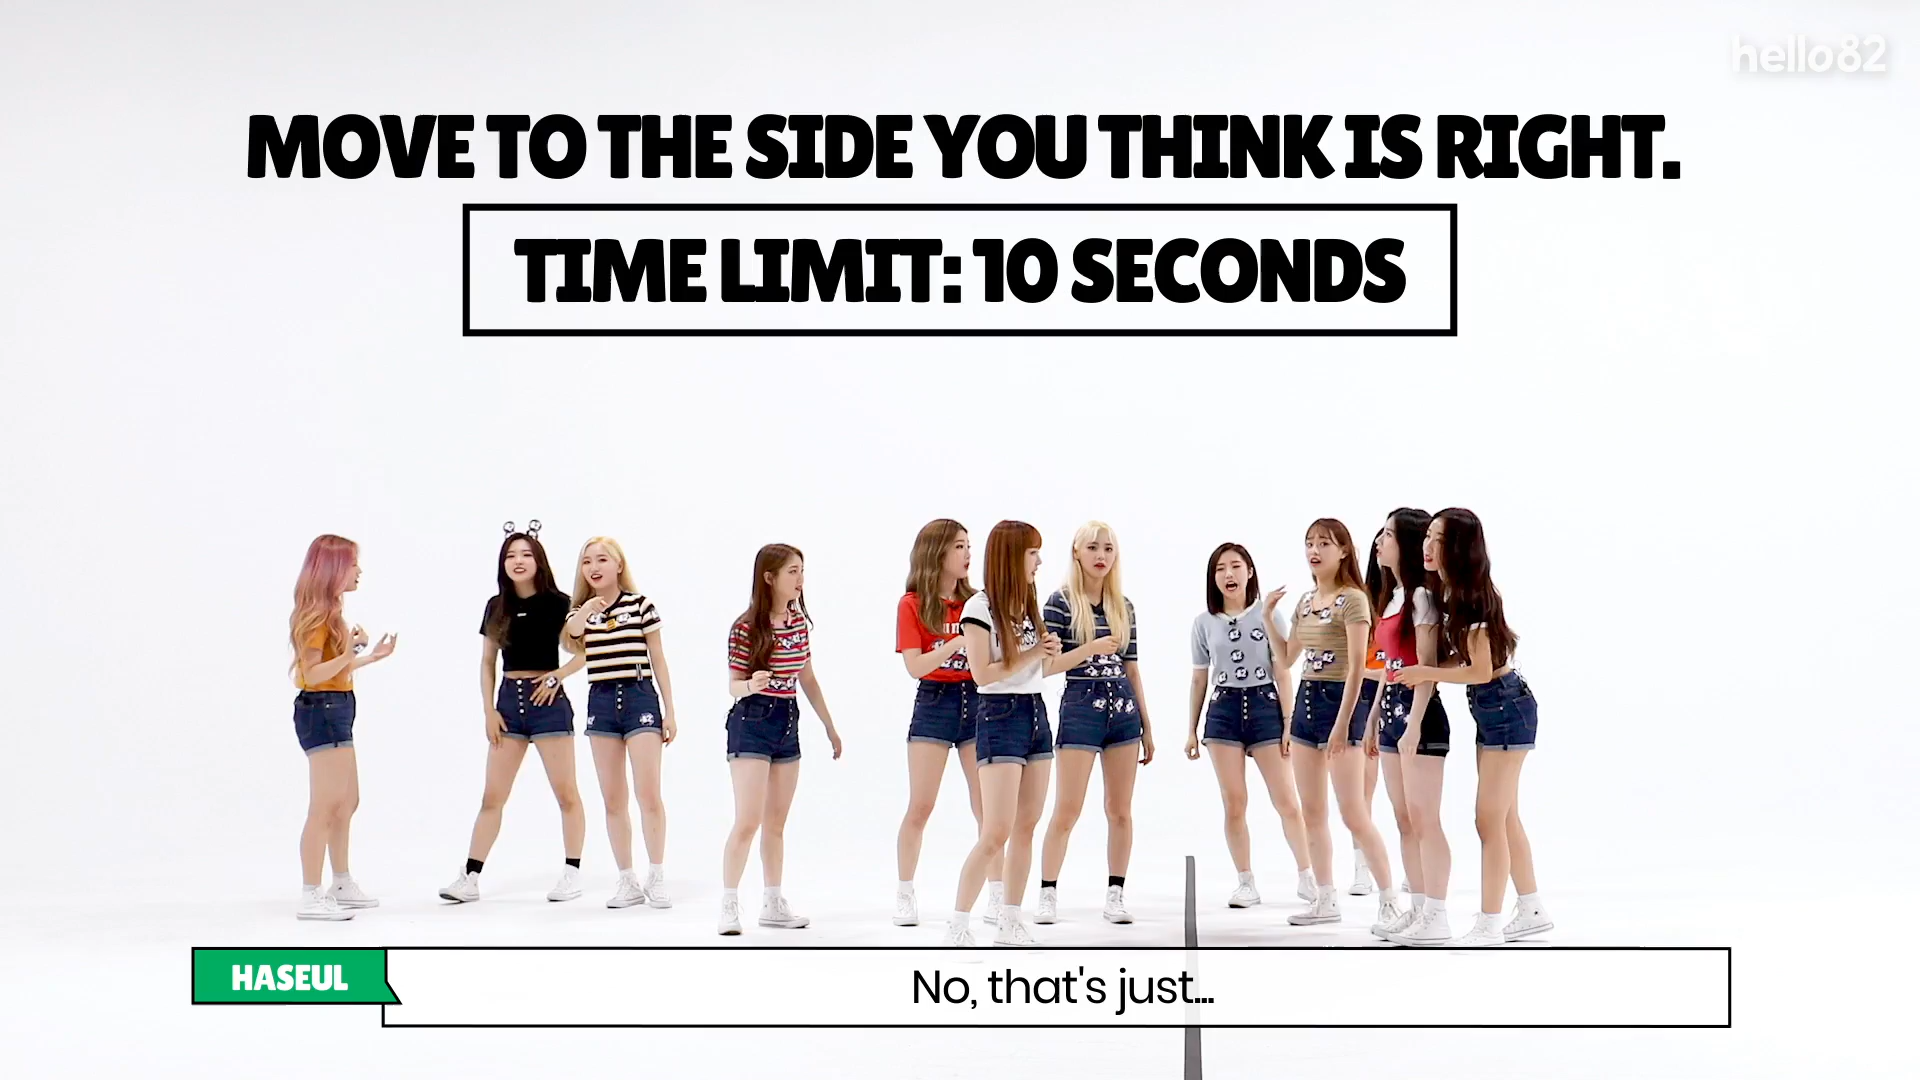 hello82
MOVE TO THE SIDE YOU THINK IS RIGHT.
TIME LIMIT: 10 SECONDS
HASEUL
No, that's just...